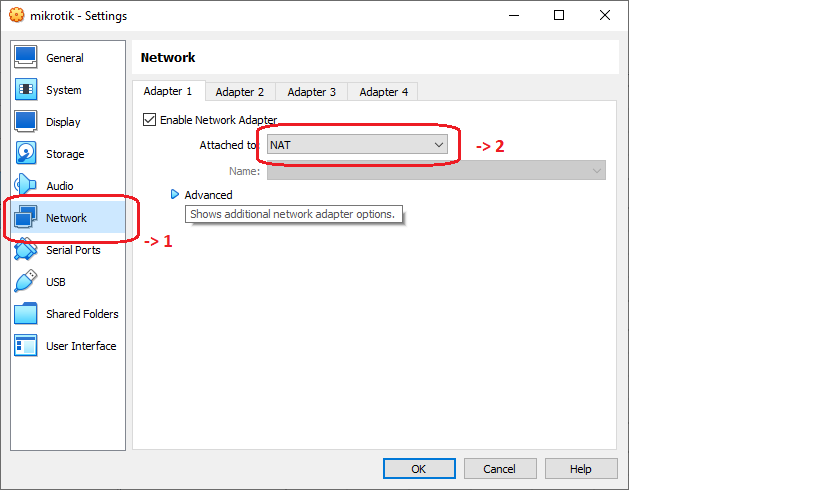 mikrotik - Settings
General
System
Display
Storage
Audio
Network
Serial Ports
USB
Shared Folders
User Interface
Network
Adapter 1 Adapter 2 Adapter 3 Adapter 4
Enable Network Adapter
Attached to: NAT
Name:
Advanced
Shows additional network adapter options.
-> 1
-> 2
OK Cancel Help